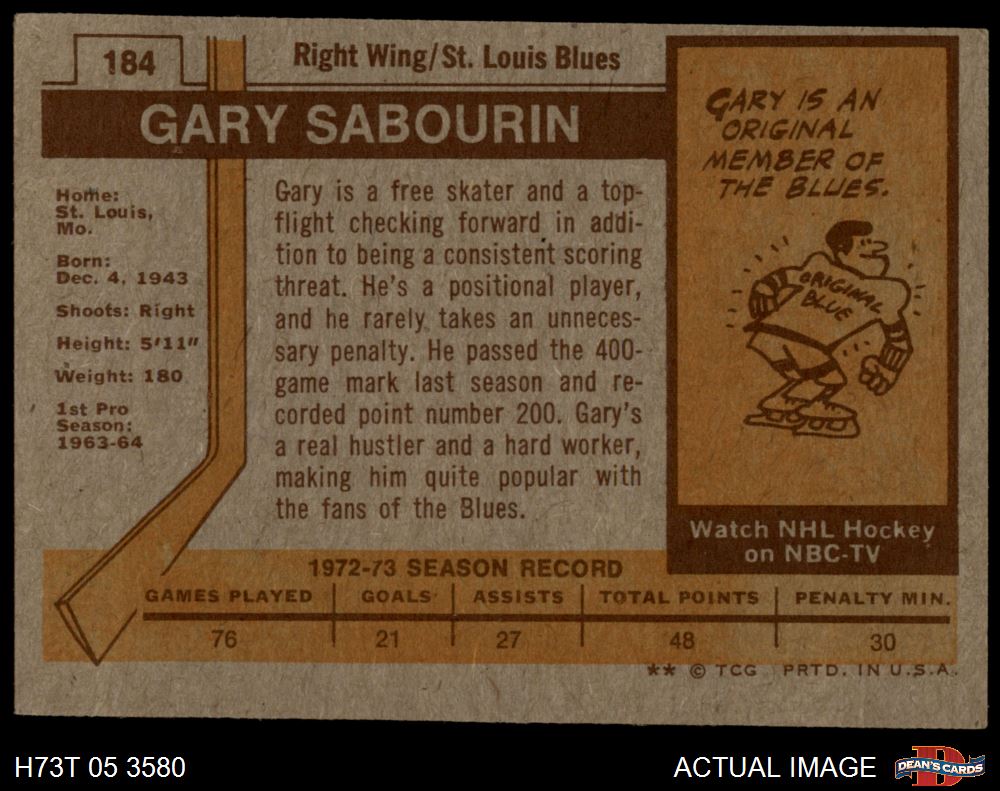 184
Right Wing/St. Louis Blues
GARY SABOURIN
Home:
St. Louis,
Mo.
Born:
Dec. 4, 1943
Shoots: Right
Height: 5'11"
Weight: 180
1st Pro
Season:
1963-64
Gary is a free skater and a top-
flight checking forward in addi-
tion to being a consistent scoring
threat. He's a positional player,
and he rarely takes an unneces-
sary penalty. He passed the 400-
game mark last season and re-
corded point number 200. Gary's
a real hustler and a hard worker,
making him quite popular with
the fans of the Blues.
GARY IS AN
ORIGINAL
MEMBER OF
THE BLUES.
ORIGINAL
BLUE
Watch NHL Hockey
on NBC-TV
1972-73 SEASON RECORD
GAMES PLAYED GOALS ASSISTS TOTAL POINTS PENALTY MIN.
76 21 27 48 30
** © TCG PRTD. IN U.S.A.
H73T 05 3580
ACTUAL IMAGE
DEAN'S CARDS